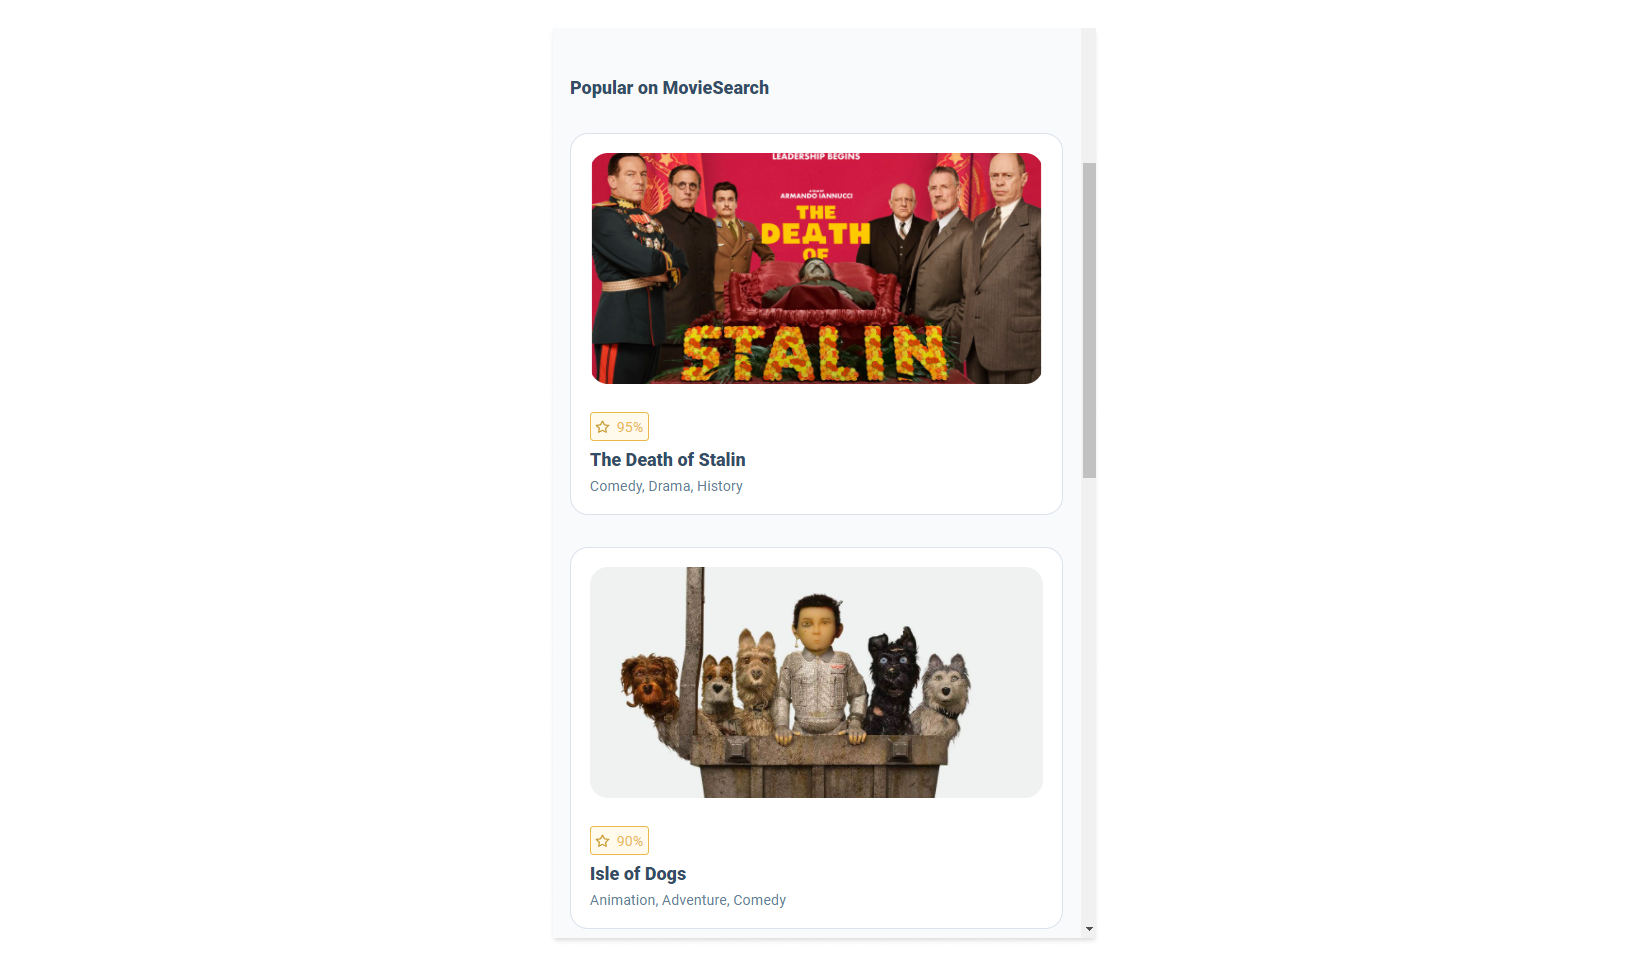 Popular on MovieSearch
LEADERSHIP BEGINS
A FILM BY
ARMANDO IANNUCCI
THE
DEATH
OF
STALIN
95%
The Death of Stalin
Comedy, Drama, History
90%
Isle of Dogs
Animation, Adventure, Comedy